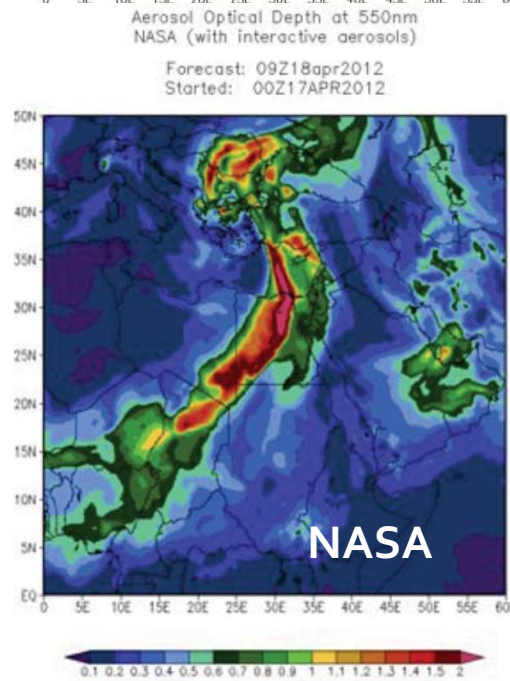 Aerosol Optical Depth at 550nm
NASA (with interactive aerosols)
Forecast: 09Z18apr2012
Started: 00Z17APR2012
50N
45N
40N
35N
30N
25N
20N
15N
10N
5N
EQ
NASA
0 5E 10E 15E 20E 25E 30E 35E 40E 45E 50E 55E 60
0.1 0.2 0.3 0.4 0.5 0.6 0.7 0.8 0.9 1 1.1 1.2 1.3 1.4 1.5 2